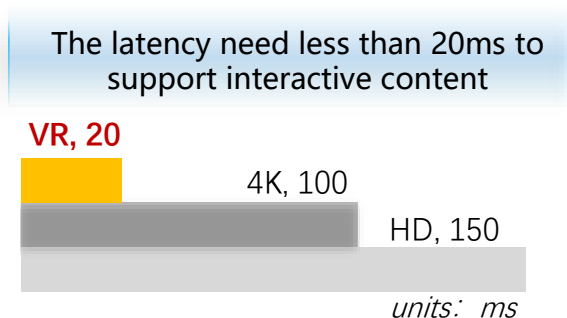 The latency need less than 20ms to
support interactive content
VR, 20
4K, 100
HD, 150
units： ms